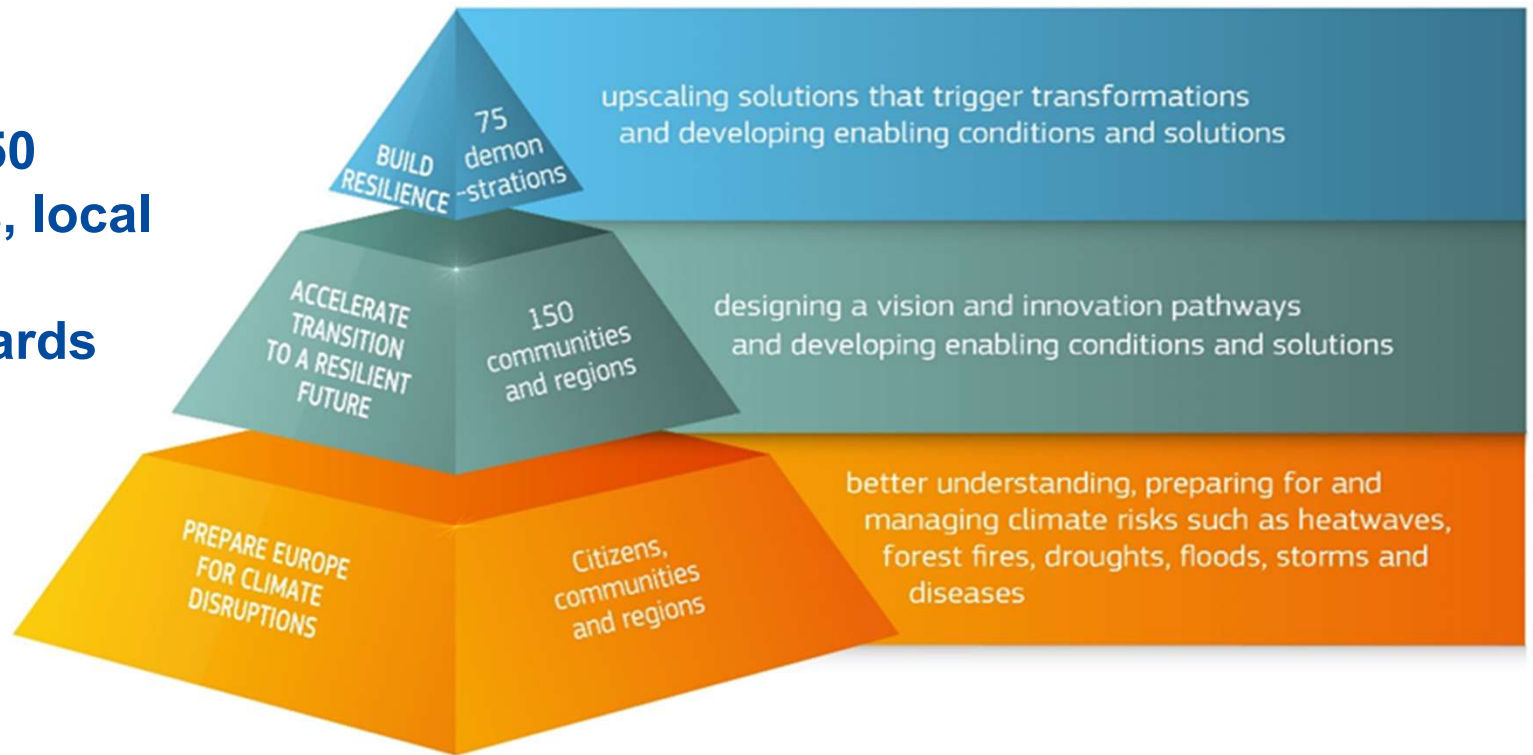 50
, local
ards
BUILD
RESILIENCE
75
demon
-strations
upscaling solutions that trigger transformations
and developing enabling conditions and solutions
ACCELERATE
TRANSITION
TO A RESILIENT
FUTURE
150
communities
and regions
designing a vision and innovation pathways
and developing enabling conditions and solutions
PREPARE EUROPE
FOR CLIMATE
DISRUPTIONS
Citizens,
communities
and regions
better understanding, preparing for and
managing climate risks such as heatwaves,
forest fires, droughts, floods, storms and
diseases